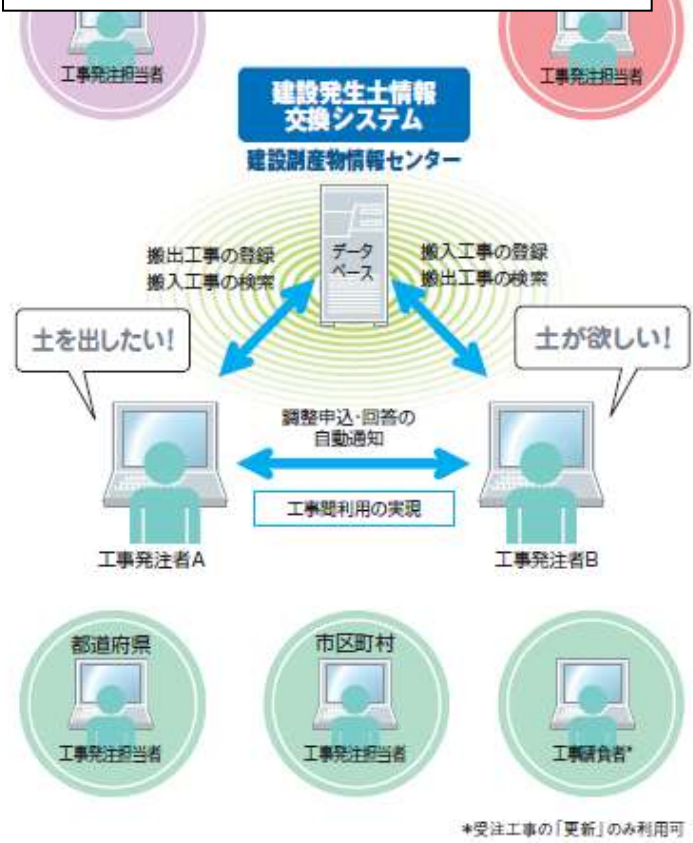 工事発注担当者
工事発注担当者
建設発生土情報
交換システム
建設副産物情報センター
搬出工事の登録
搬入工事の検索
データ
ベース
搬入工事の登録
搬出工事の検索
土を出したい!
土が欲しい!
調整申込・回答の
自動通知
工事間利用の実現
工事発注者A
工事発注者B
都道府県
工事発注担当者
市区町村
工事発注担当者
工事請負者*
*受注工事の「更新」のみ利用可